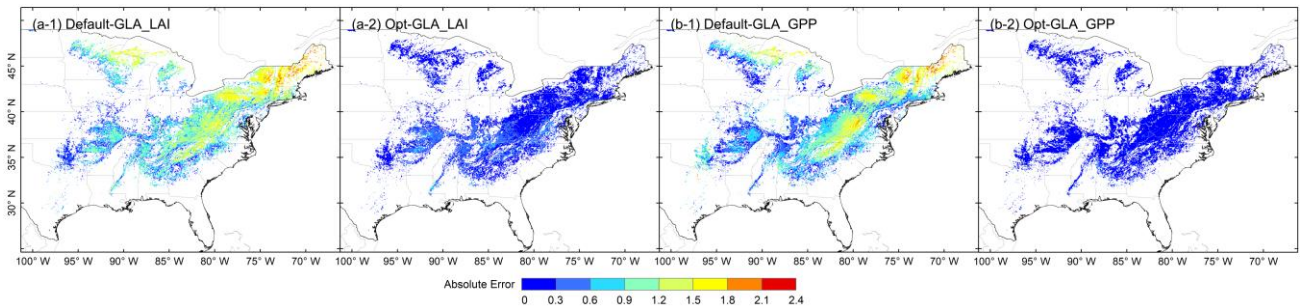 (a-1) Default-GLA_LAI
(a-2) Opt-GLA_LAI
(b-1) Default-GLA_GPP
(b-2) Opt-GLA_GPP
45° N
40° N
35° N
30° N
100° W 95° W 90° W 85° W 80° W 75° W 70° W
100° W 95° W 90° W 85° W 80° W 75° W 70° W
100° W 95° W 90° W 85° W 80° W 75° W 70° W
100° W 95° W 90° W 85° W 80° W 75° W 70° W
Absolute Error
0 0.3 0.6 0.9 1.2 1.5 1.8 2.1 2.4